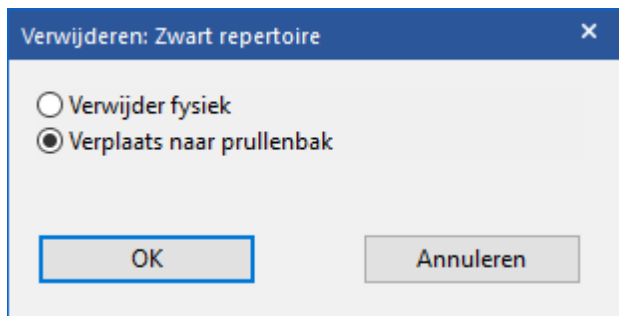 Verwijderen: Zwart repertoire
Verwijder fysiek
Verplaats naar prullenbak
OK
Annuleren